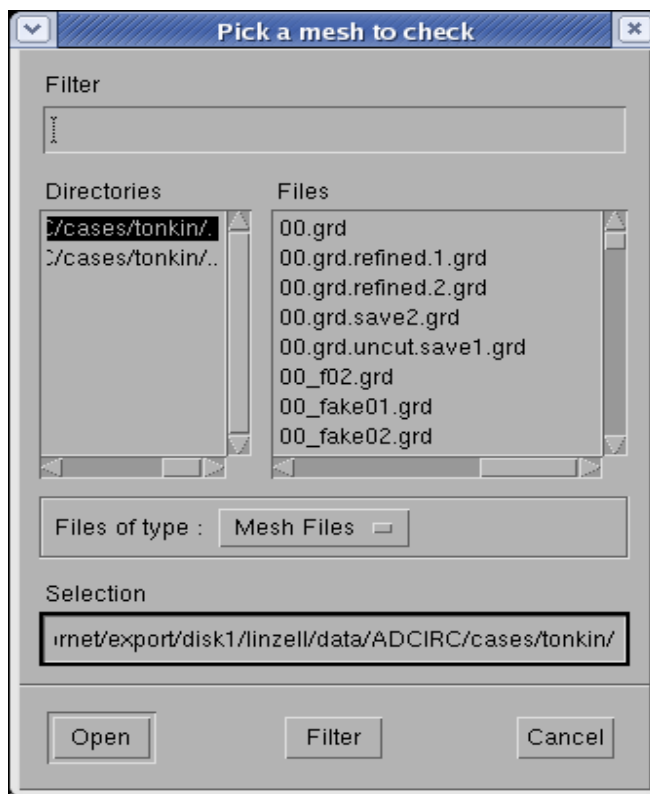 Pick a mesh to check
Filter
Directories
Files
C/cases/tonkin/.
C/cases/tonkin/..
00.grd
00.grd.refined.1.grd
00.grd.refined.2.grd
00.grd.save2.grd
00.grd.uncut.save1.grd
00_f02.grd
00_fake01.grd
00_fake02.grd
Files of type : Mesh Files
Selection
rnet/export/disk1/linzell/data/ADCIRC/cases/tonkin/
Open Filter Cancel